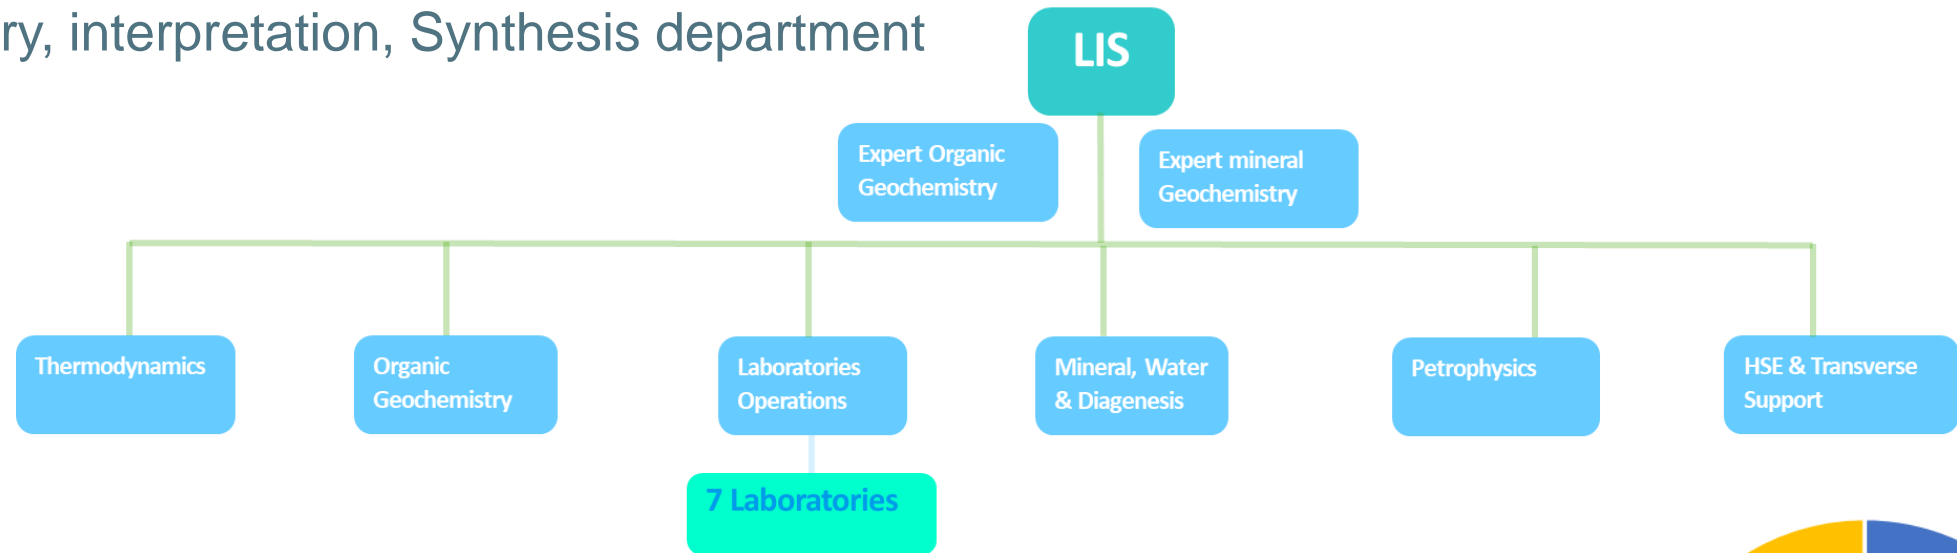 ry, interpretation, Synthesis department
LIS
Expert Organic
Geochemistry
Expert mineral
Geochemistry
Thermodynamics
Organic
Geochemistry
Laboratories
Operations
Mineral, Water
& Diagenesis
Petrophysics
HSE & Transverse
Support
7 Laboratories